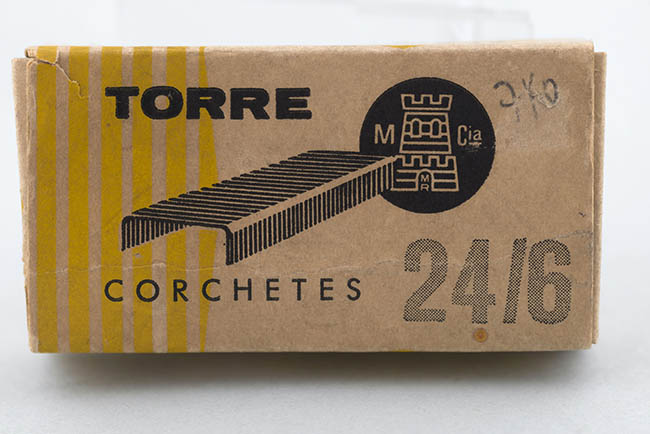 TORRE
M Cia
MR
CORCHETES
24/6